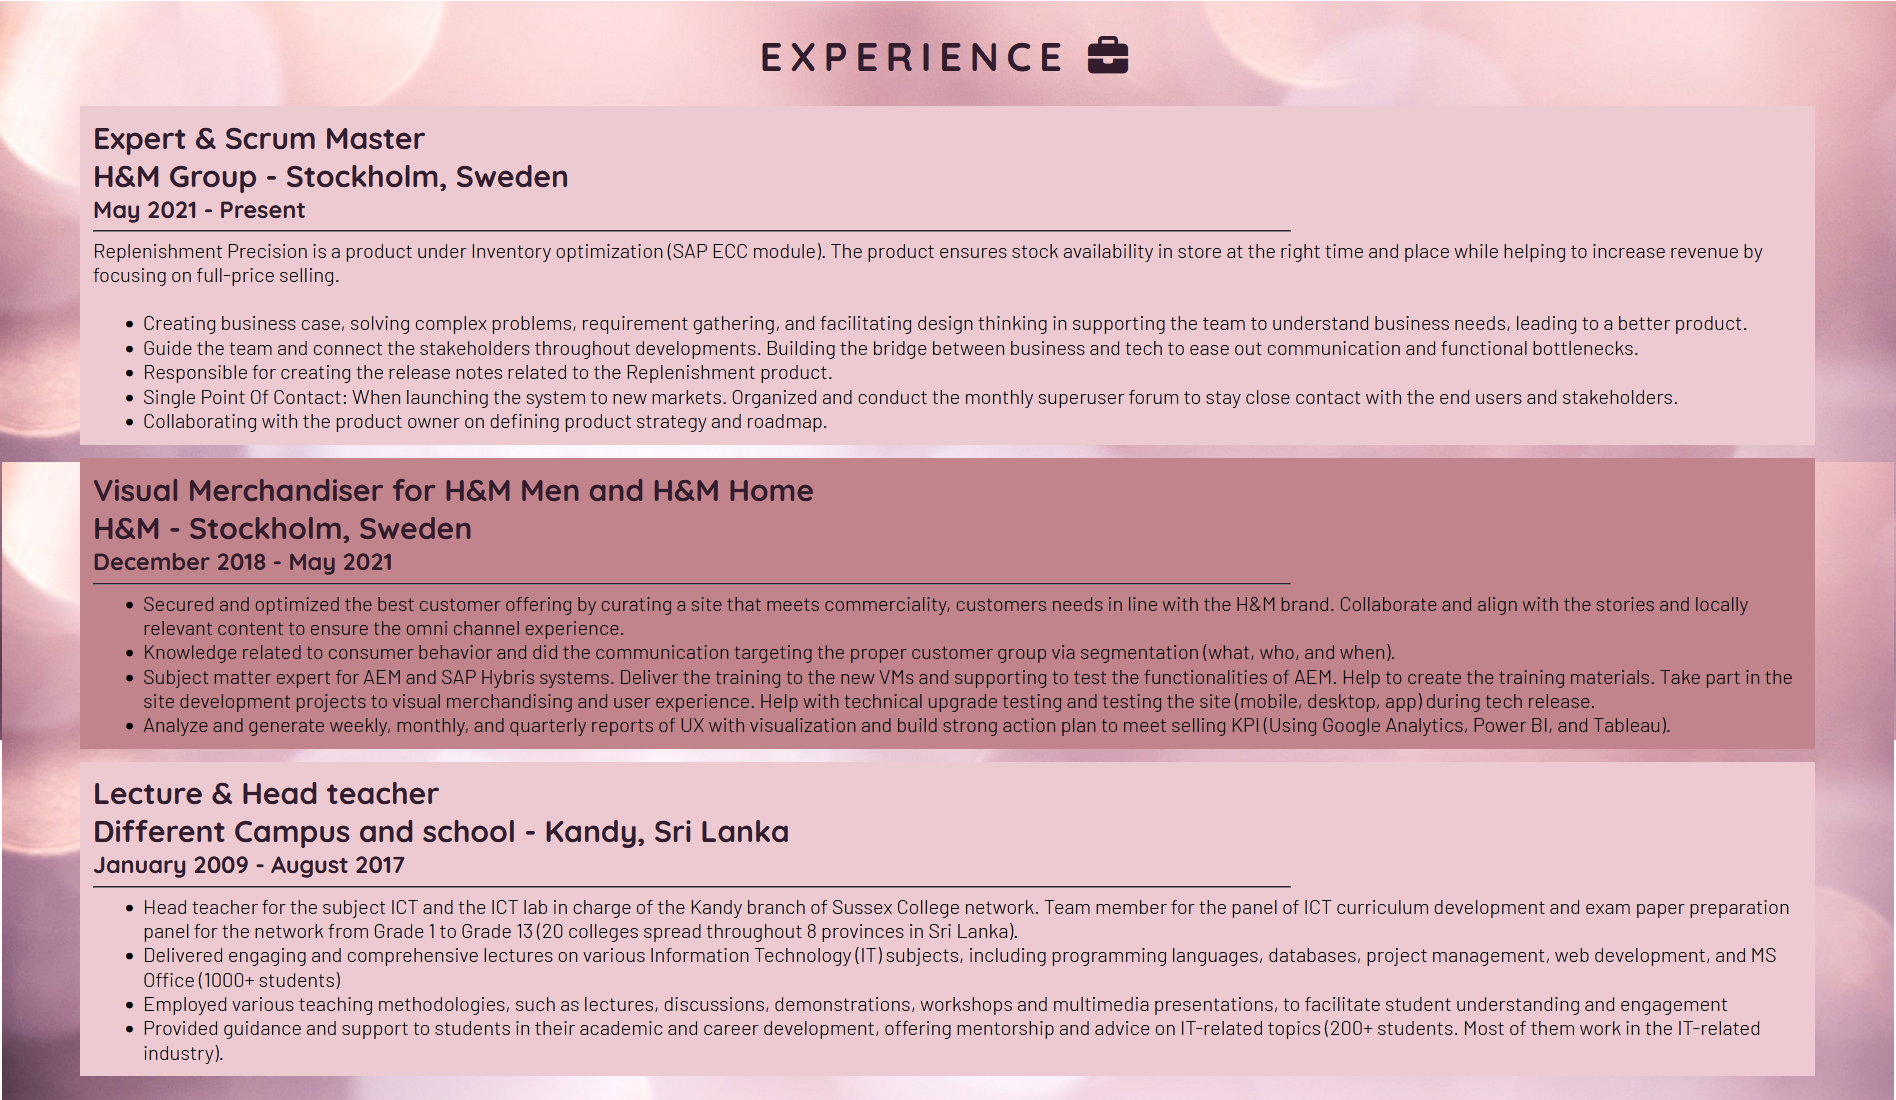 EXPERIENCE
Expert & Scrum Master
H&M Group - Stockholm, Sweden
May 2021 - Present
Replenishment Precision is a product under Inventory optimization (SAP ECC module). The product ensures stock availability in store at the right time and place while helping to increase revenue by
focusing on full-price selling.
• Creating business case, solving complex problems, requirement gathering, and facilitating design thinking in supporting the team to understand business needs, leading to a better product.
• Guide the team and connect the stakeholders throughout developments. Building the bridge between business and tech to ease out communication and functional bottlenecks.
• Responsible for creating the release notes related to the Replenishment product.
• Single Point Of Contact: When launching the system to new markets. Organized and conduct the monthly superuser forum to stay close contact with the end users and stakeholders.
• Collaborating with the product owner on defining product strategy and roadmap.
Visual Merchandiser for H&M Men and H&M Home
H&M - Stockholm, Sweden
December 2018 - May 2021
• Secured and optimized the best customer offering by curating a site that meets commerciality, customers needs in line with the H&M brand. Collaborate and align with the stories and locally
relevant content to ensure the omni channel experience.
• Knowledge related to consumer behavior and did the communication targeting the proper customer group via segmentation (what, who, and when).
• Subject matter expert for AEM and SAP Hybris systems. Deliver the training to the new VMs and supporting to test the functionalities of AEM. Help to create the training materials. Take part in the
site development projects to visual merchandising and user experience. Help with technical upgrade testing and testing the site (mobile, desktop, app) during tech release.
• Analyze and generate weekly, monthly, and quarterly reports of UX with visualization and build strong action plan to meet selling KPI (Using Google Analytics, Power BI, and Tableau).
Lecture & Head teacher
Different Campus and school - Kandy, Sri Lanka
January 2009 - August 2017
• Head teacher for the subject ICT and the ICT lab in charge of the Kandy branch of Sussex College network. Team member for the panel of ICT curriculum development and exam paper preparation
panel for the network from Grade 1 to Grade 13 (20 colleges spread throughout 8 provinces in Sri Lanka).
• Delivered engaging and comprehensive lectures on various Information Technology (IT) subjects, including programming languages, databases, project management, web development, and MS
Office (1000+ students)
• Employed various teaching methodologies, such as lectures, discussions, demonstrations, workshops and multimedia presentations, to facilitate student understanding and engagement
• Provided guidance and support to students in their academic and career development, offering mentorship and advice on IT-related topics (200+ students. Most of them work in the IT-related
industry).